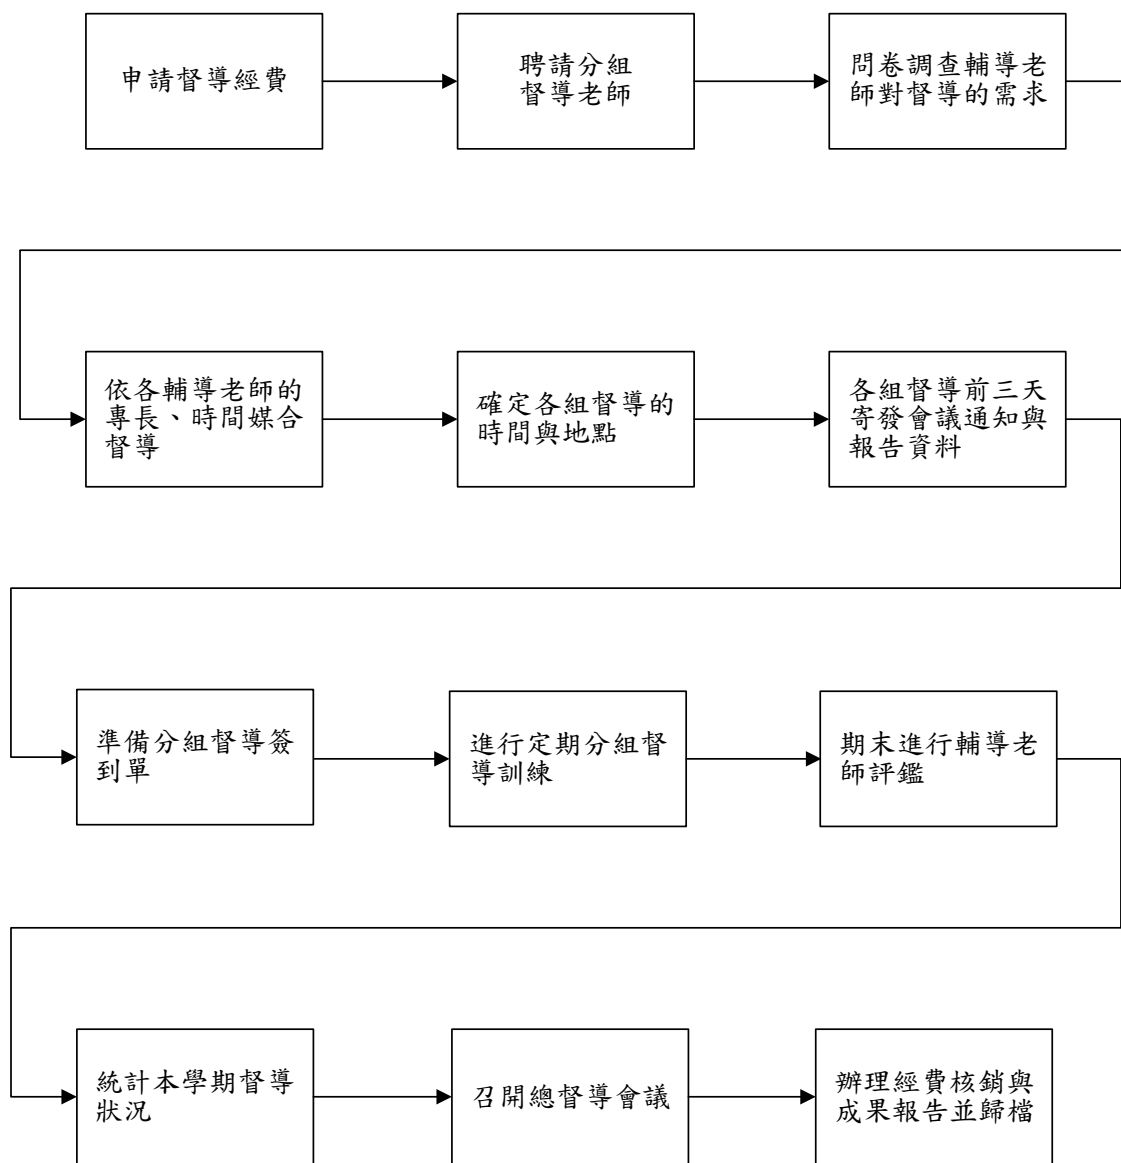 申請督導經費
聘請分組
督導老師
問卷調查輔導老
師對督導的需求
依各輔導老師的
專長、時間媒合
督導
確定各組督導的
時間與地點
各組督導前三天
寄發會議通知與
報告資料
準備分組督導簽
到單
進行定期分組督
導訓練
期末進行輔導老
師評鑑
統計本學期督導
狀況
召開總督導會議
辦理經費核銷與
成果報告並歸檔